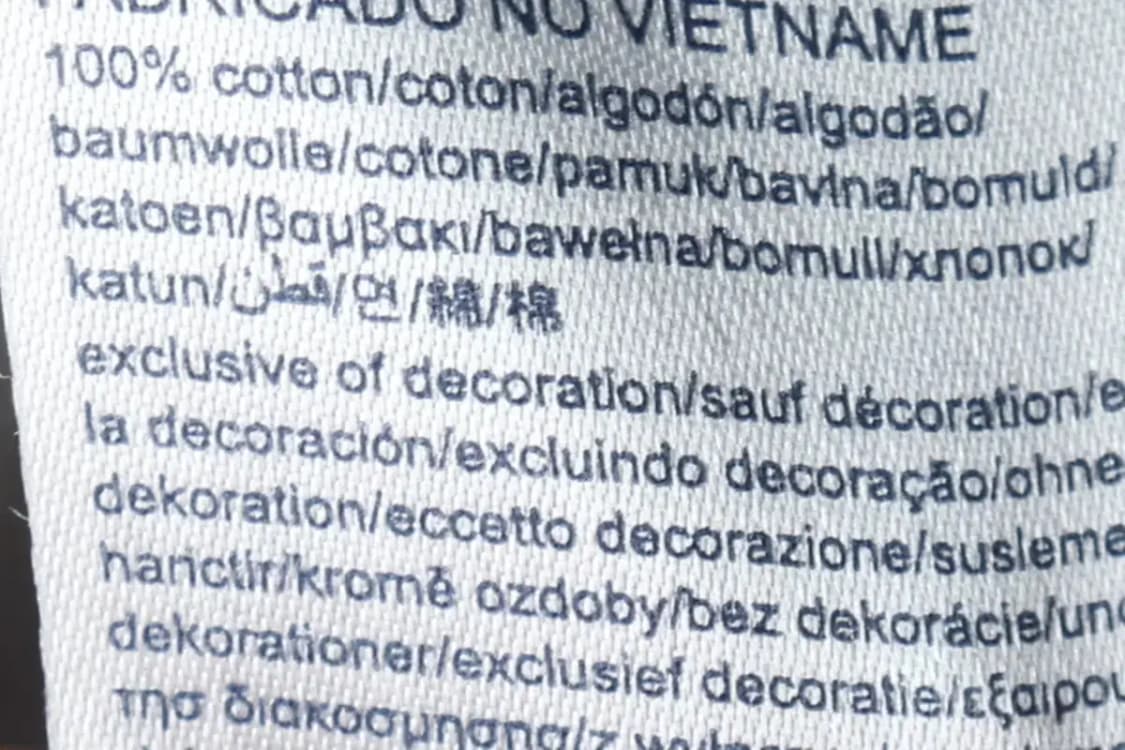 FABRICADO NO VIETNAME
100% cotton/coton/algodón/algodão/
baumwolle/cotone/pamuk/bavlna/bomuld/
katoen/βαμβακι/bawełna/bomull/хлопок/
katun/قطن/면/綿/棉
exclusive of decoration/sauf décoration/e
la decoración/excluindo decoração/ohne
dekoration/eccetto decorazione/susleme
harictir/kromě ozdoby/bez dekorácie/und
dekorationer/exclusief decoratie/εξαιρου
τησ διακοσμησησ/z